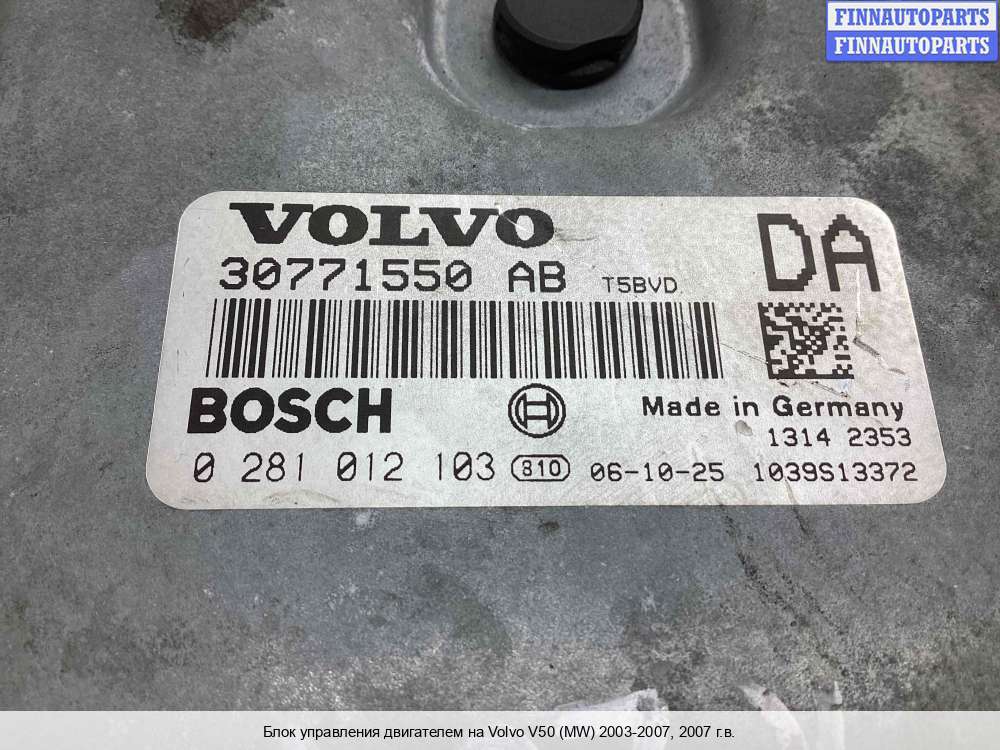 FINNAUTOPARTS
FINNAUTOPARTS
VOLVO
30771550 AB T5BVD
DA
BOSCH
Made in Germany
1314 2353
0 281 012 103 810 06-10-25 1039S13372
Блок управления двигателем на Volvo V50 (MW) 2003-2007, 2007 г.в.